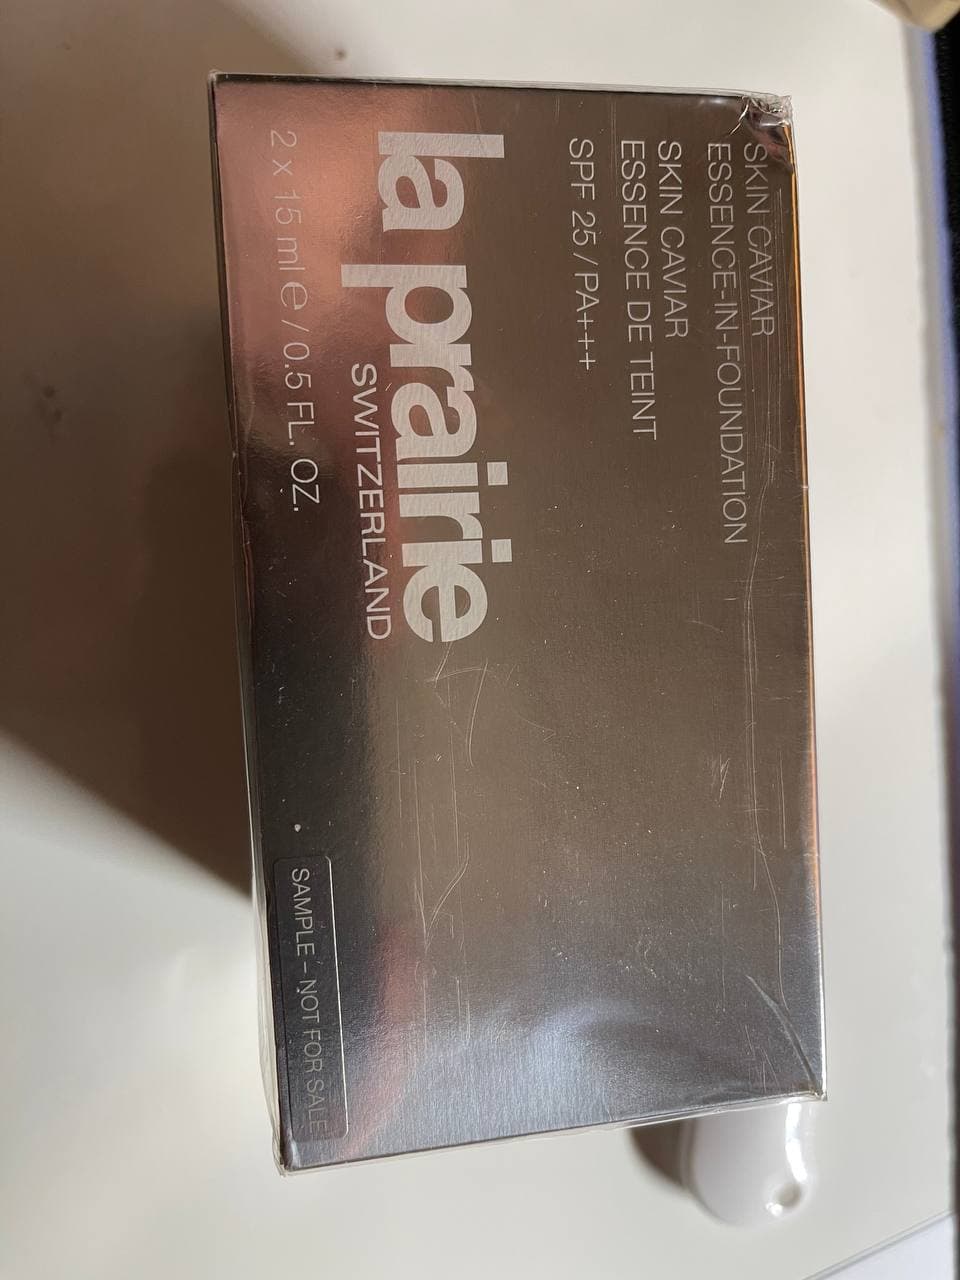 SKIN CAVIAR
ESSENCE-IN-FOUNDATION
SKIN CAVIAR
ESSENCE DE TEINT
SPF 25 / PA+++
la prairie
SWITZERLAND
2 x 15 ml ℮ / 0.5 FL. OZ.
SAMPLE – NOT FOR SALE